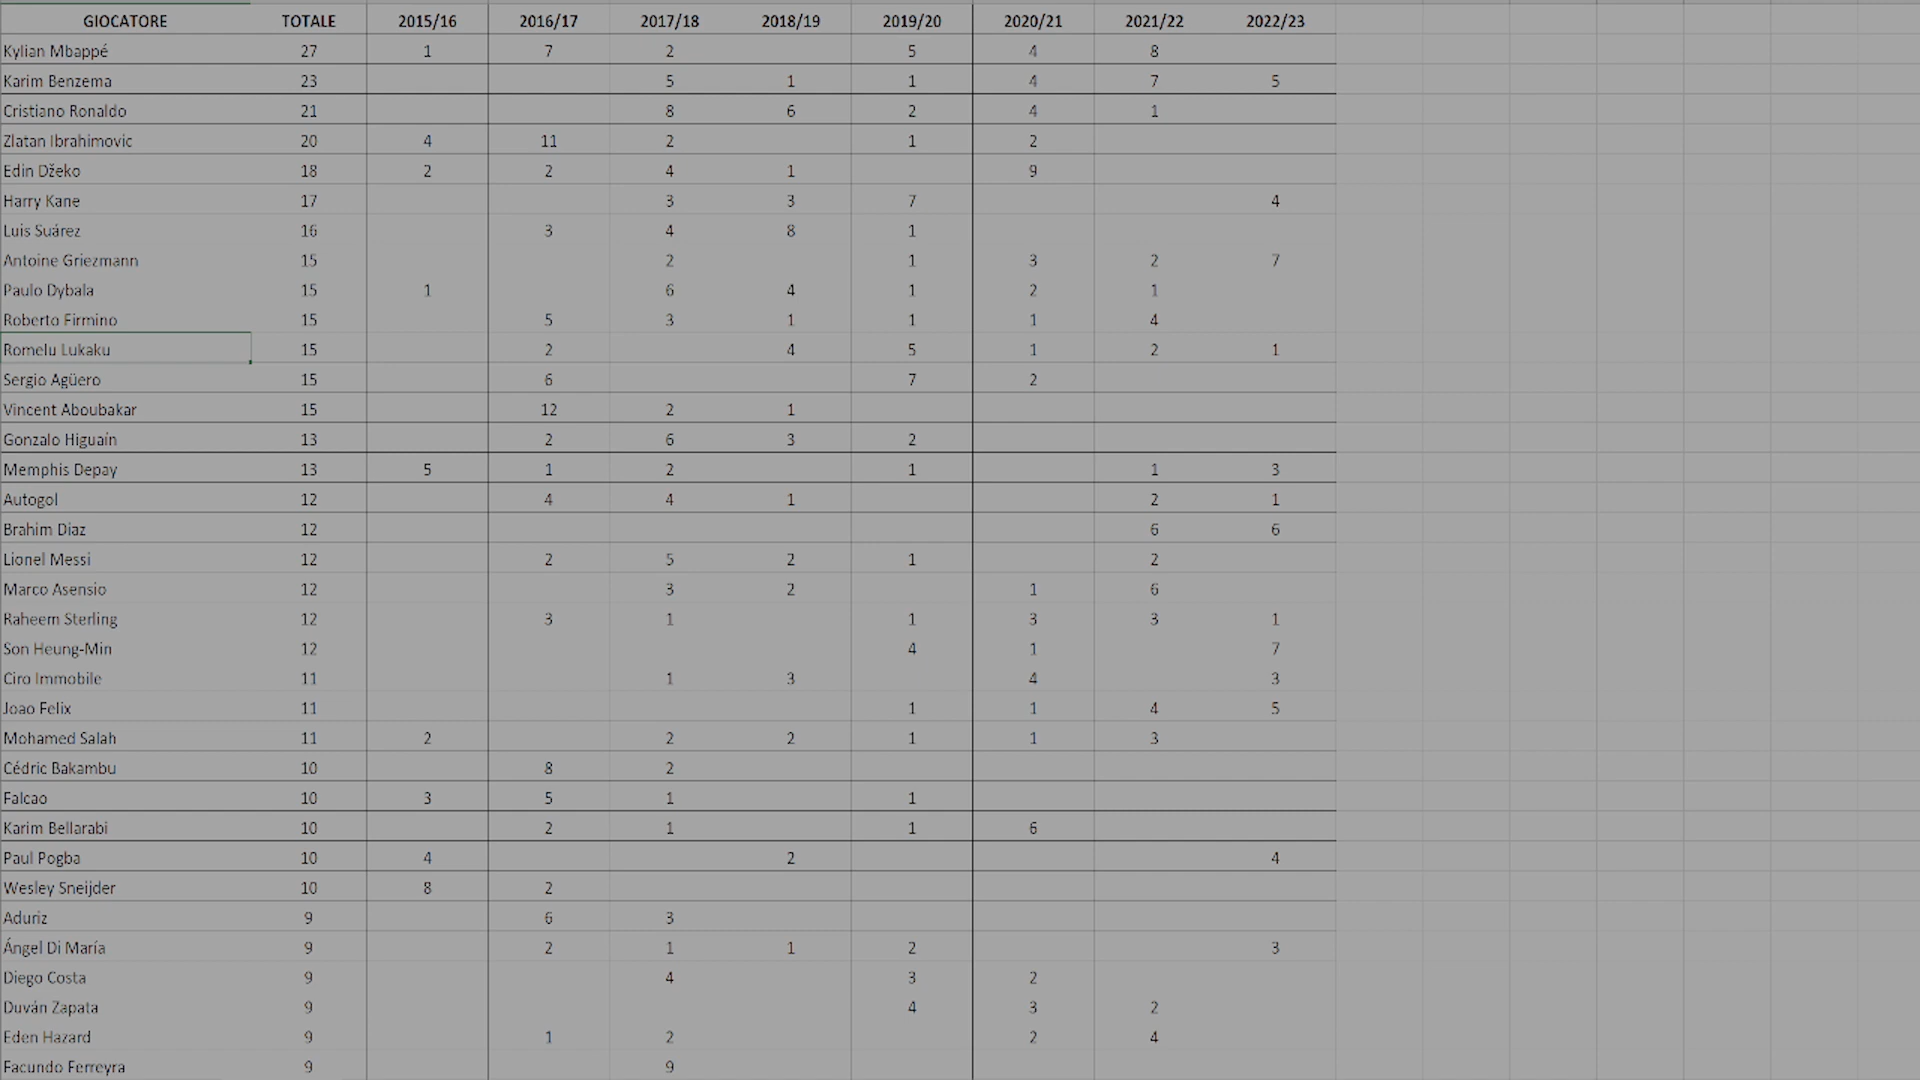 GIOCATORE TOTALE 2015/16 2016/17 2017/18 2018/19 2019/20 2020/21 2021/22 2022/23
Kylian Mbappé 27 1 7 2 5 4 8
Karim Benzema 23 5 1 1 4 7 5
Cristiano Ronaldo 21 8 6 2 4 1
Zlatan Ibrahimovic 20 4 11 2 1 2
Edin Džeko 18 2 2 4 1 9
Harry Kane 17 3 3 7 4
Luis Suárez 16 3 4 8 1
Antoine Griezmann 15 2 1 3 2 7
Paulo Dybala 15 1 6 4 1 2 1
Roberto Firmino 15 5 3 1 1 1 4
Romelu Lukaku 15 2 4 5 1 2 1
Sergio Agüero 15 6 7 2
Vincent Aboubakar 15 12 2 1
Gonzalo Higuaín 13 2 6 3 2
Memphis Depay 13 5 1 2 1 1 3
Autogol 12 4 4 1 2 1
Brahim Diaz 12 6 6
Lionel Messi 12 2 5 2 1 2
Marco Asensio 12 3 2 1 6
Raheem Sterling 12 3 1 1 3 3 1
Son Heung-Min 12 4 1 7
Ciro Immobile 11 1 3 4 3
Joao Felix 11 1 1 4 5
Mohamed Salah 11 2 2 2 1 1 3
Cédric Bakambu 10 8 2
Falcao 10 3 5 1 1
Karim Bellarabi 10 2 1 1 6
Paul Pogba 10 4 2 4
Wesley Sneijder 10 8 2
Aduriz 9 6 3
Ángel Di María 9 2 1 1 2 3
Diego Costa 9 4 3 2
Duván Zapata 9 4 3 2
Eden Hazard 9 1 2 2 4
Facundo Ferreyra 9 9